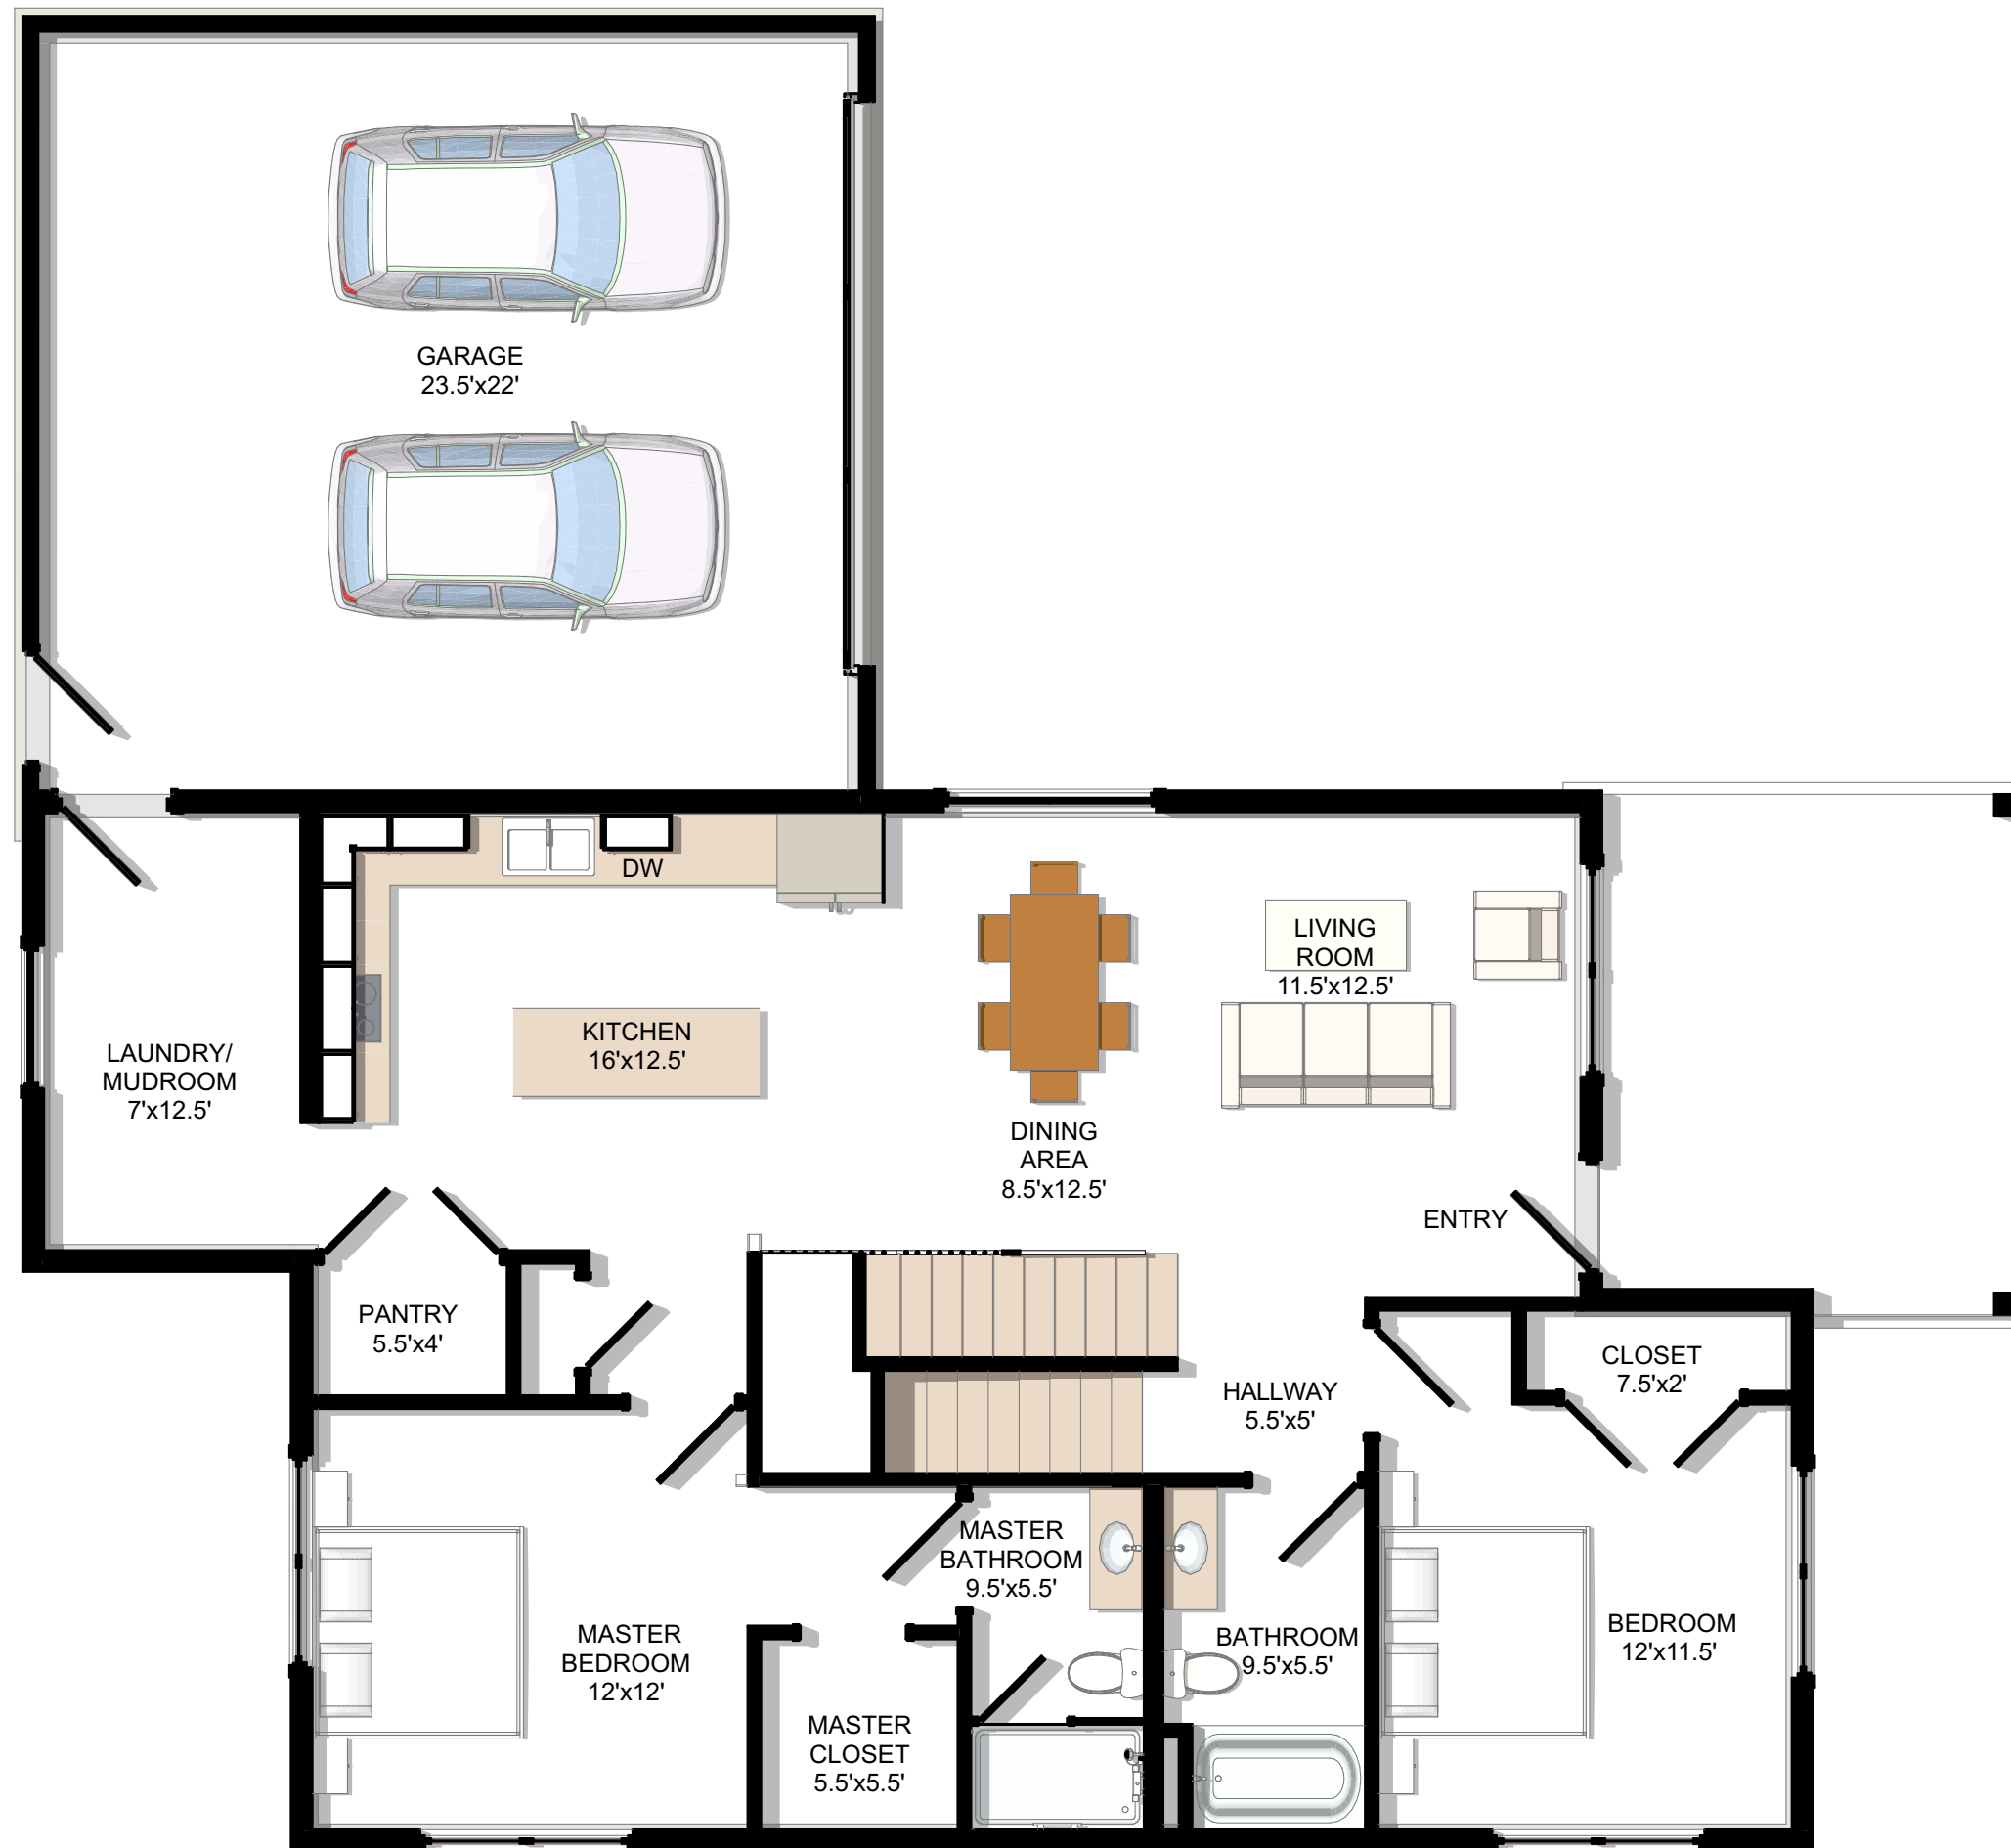 GARAGE
23.5'x22'
DW
LIVING
ROOM
11.5'x12.5'
KITCHEN
16'x12.5'
LAUNDRY/
MUDROOM
7'x12.5'
DINING
AREA
8.5'x12.5'
ENTRY
PANTRY
5.5'x4'
CLOSET
7.5'x2'
HALLWAY
5.5'x5'
MASTER
BATHROOM
9.5'x5.5'
MASTER
BEDROOM
12'x12'
BATHROOM
9.5'x5.5'
BEDROOM
12'x11.5'
MASTER
CLOSET
5.5'x5.5'